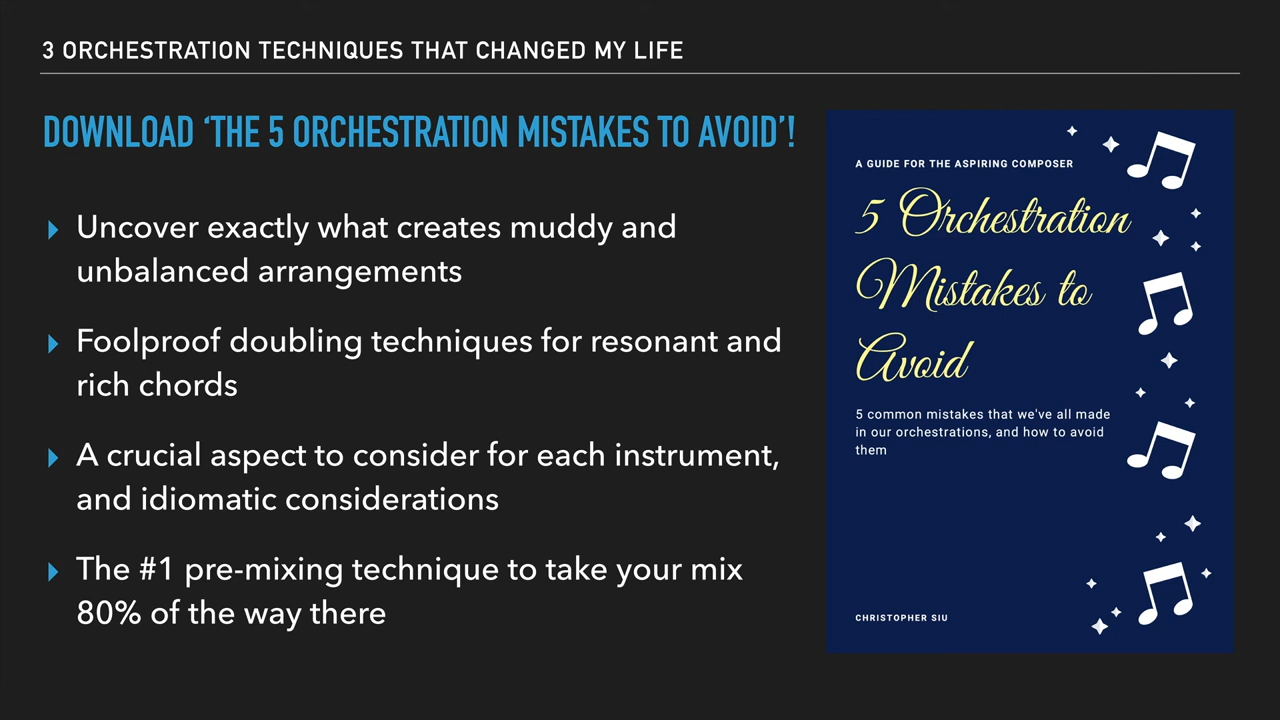 3 ORCHESTRATION TECHNIQUES THAT CHANGED MY LIFE
DOWNLOAD ‘THE 5 ORCHESTRATION MISTAKES TO AVOID’!
▸ Uncover exactly what creates muddy and
unbalanced arrangements
▸ Foolproof doubling techniques for resonant and
rich chords
▸ A crucial aspect to consider for each instrument,
and idiomatic considerations
▸ The #1 pre-mixing technique to take your mix
80% of the way there
A GUIDE FOR THE ASPIRING COMPOSER
5 Orchestration
Mistakes to
Avoid
5 common mistakes that we've all made
in our orchestrations, and how to avoid
them
CHRISTOPHER SIU